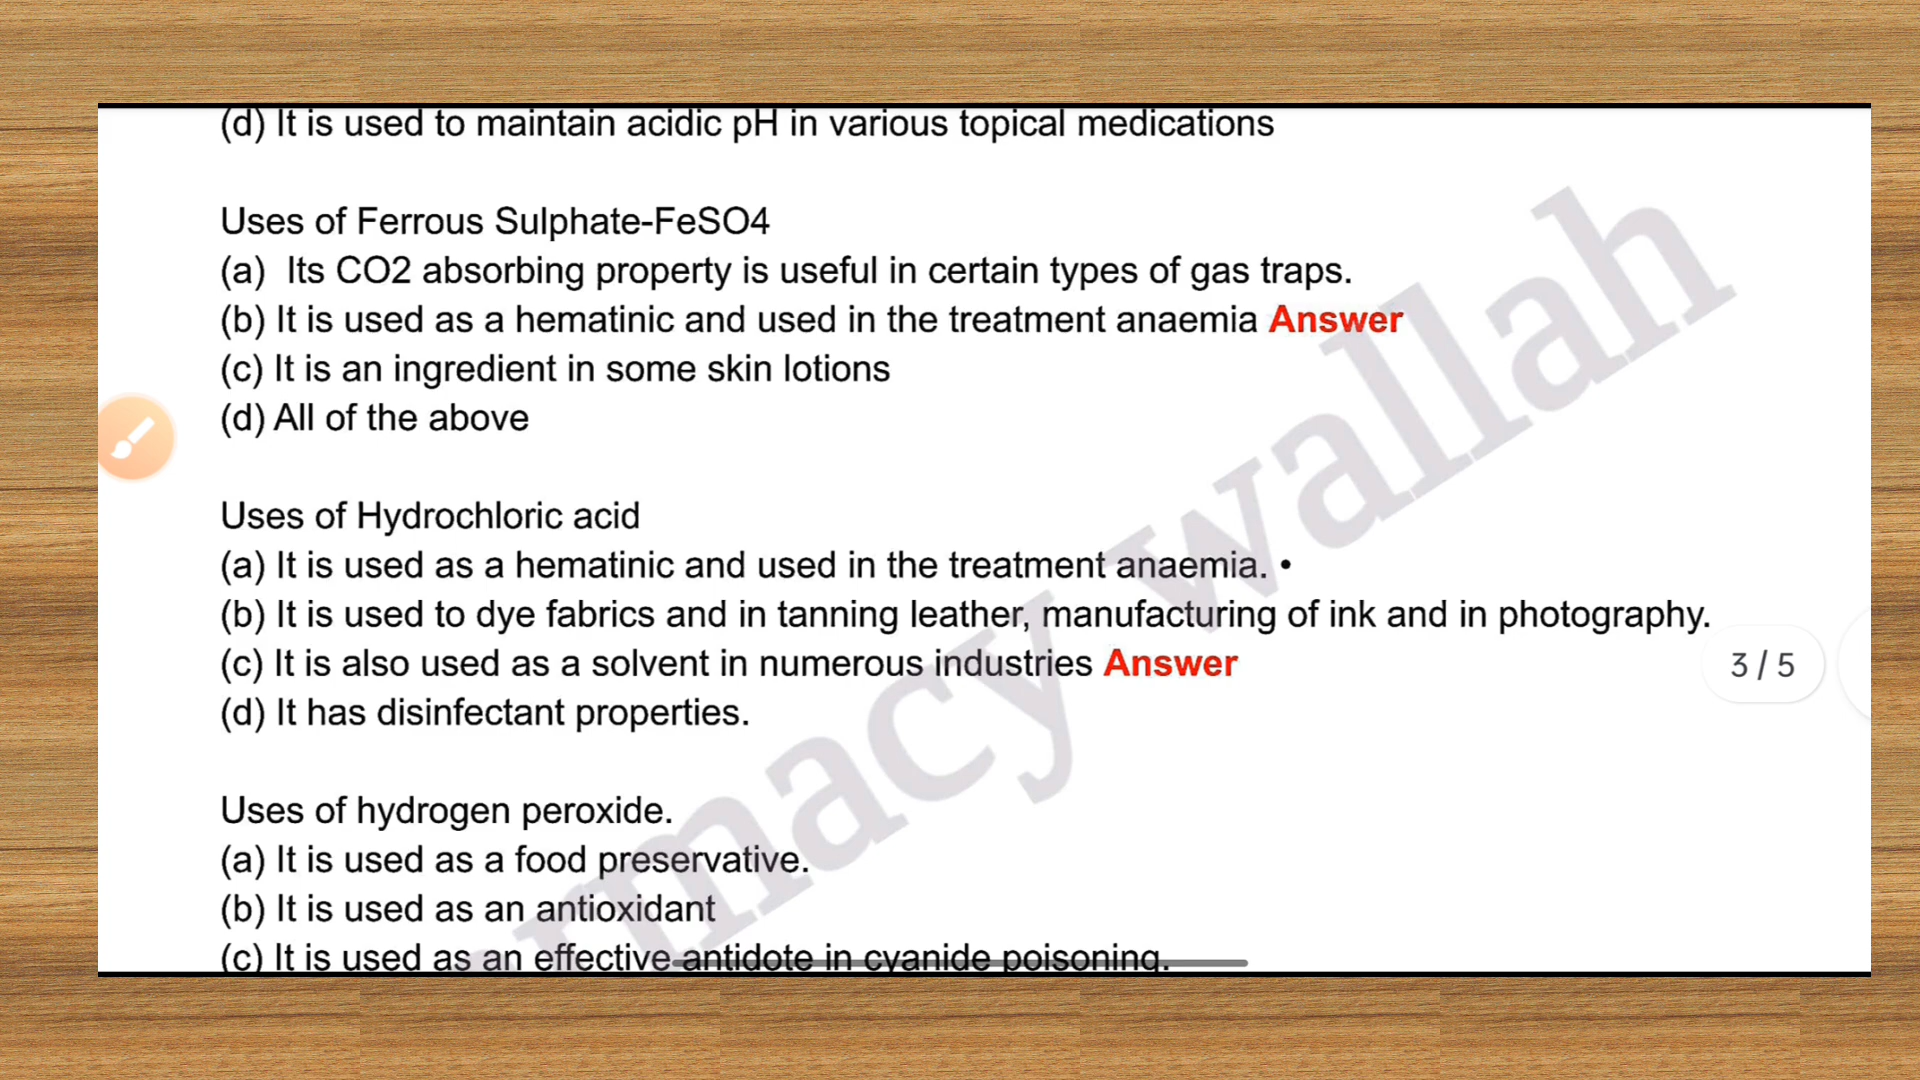 (d) It is used to maintain acidic pH in various topical medications
Uses of Ferrous Sulphate-FeSO4
(a) Its CO2 absorbing property is useful in certain types of gas traps.
(b) It is used as a hematinic and used in the treatment anaemia Answer
(c) It is an ingredient in some skin lotions
(d) All of the above
Uses of Hydrochloric acid
(a) It is used as a hematinic and used in the treatment anaemia. •
(b) It is used to dye fabrics and in tanning leather, manufacturing of ink and in photography.
(c) It is also used as a solvent in numerous industries Answer
3 / 5
(d) It has disinfectant properties.
Uses of hydrogen peroxide.
(a) It is used as a food preservative.
(b) It is used as an antioxidant
(c) It is used as an effective antidote in cyanide poisoning.
rmacy wallah